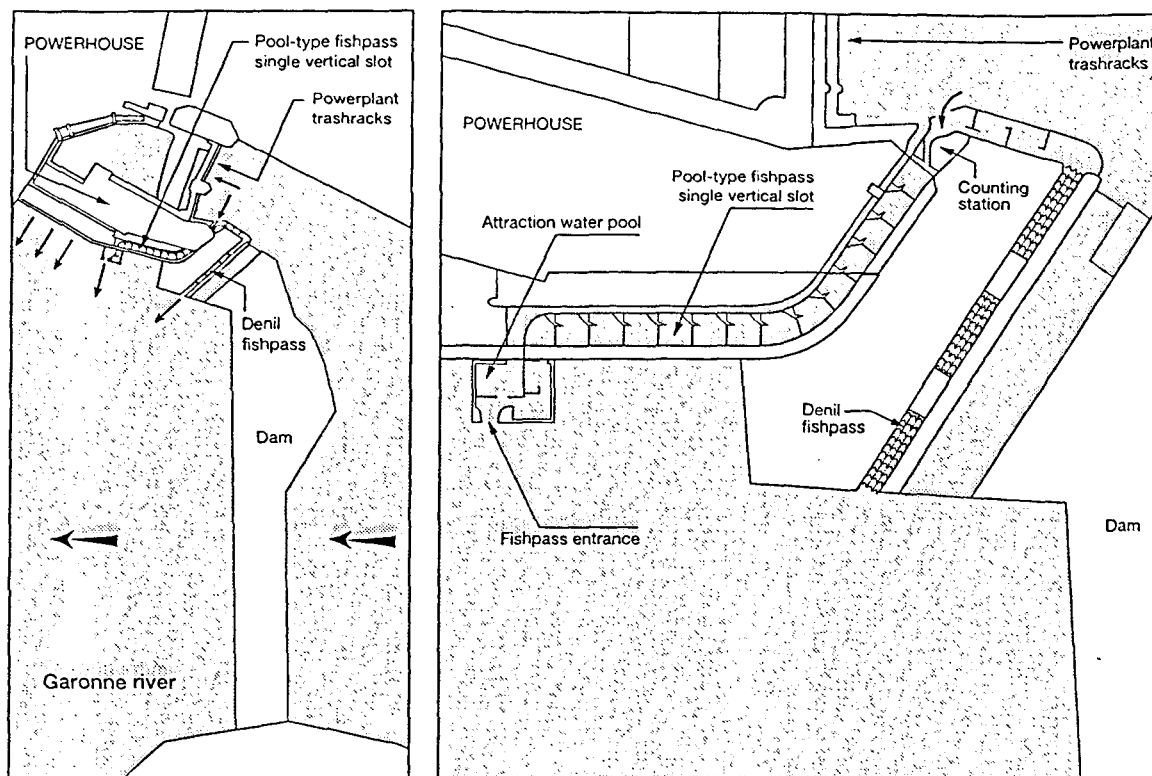 POWERHOUSE
Pool-type fishpass
single vertical slot
Powerplant
trashracks
Denil
fishpass
Dam
Garonne river
Powerplant
trashracks
POWERHOUSE
Pool-type fishpass
single vertical slot
Counting
station
Attraction water pool
Denil
fishpass
Fishpass entrance
Dam